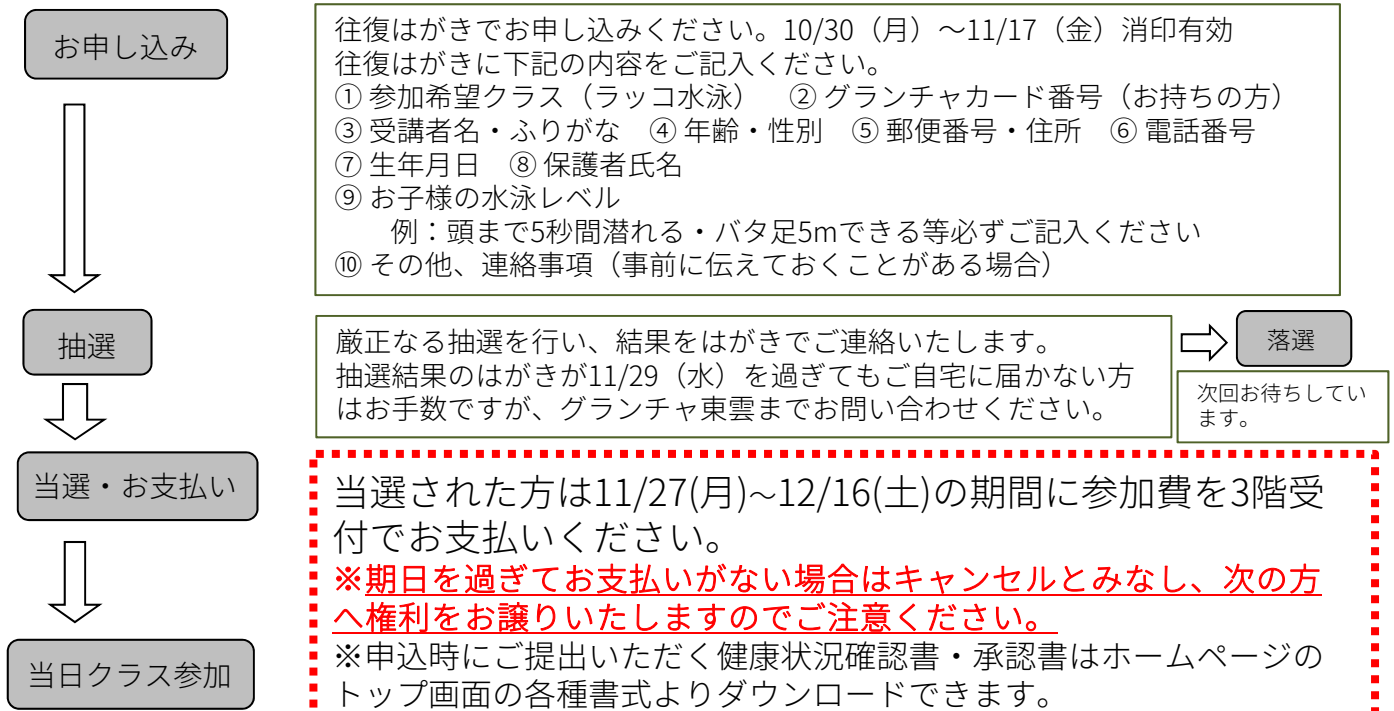 お申し込み
往復はがきでお申し込みください。10/30（月）～11/17（金）消印有効
往復はがきに下記の内容をご記入ください。
① 参加希望クラス（ラッコ水泳）　② グランチャカード番号（お持ちの方）
③ 受講者名・ふりがな　④ 年齢・性別　⑤ 郵便番号・住所　⑥ 電話番号
⑦ 生年月日　⑧ 保護者氏名
⑨ お子様の水泳レベル
例：頭まで5秒間潜れる・バタ足5mできる等必ずご記入ください
⑩ その他、連絡事項（事前に伝えておくことがある場合）
抽選
厳正なる抽選を行い、結果をはがきでご連絡いたします。
抽選結果のはがきが11/29（水）を過ぎてもご自宅に届かない方
はお手数ですが、グランチャ東雲までお問い合わせください。
落選
次回お待ちしてい
ます。
当選・お支払い
当選された方は11/27(月)~12/16(土)の期間に参加費を3階受
付でお支払いください。
※期日を過ぎてお支払いがない場合はキャンセルとみなし、次の方
へ権利をお譲りいたしますのでご注意ください。
※申込時にご提出いただく健康状況確認書・承認書はホームページの
トップ画面の各種書式よりダウンロードできます。
当日クラス参加